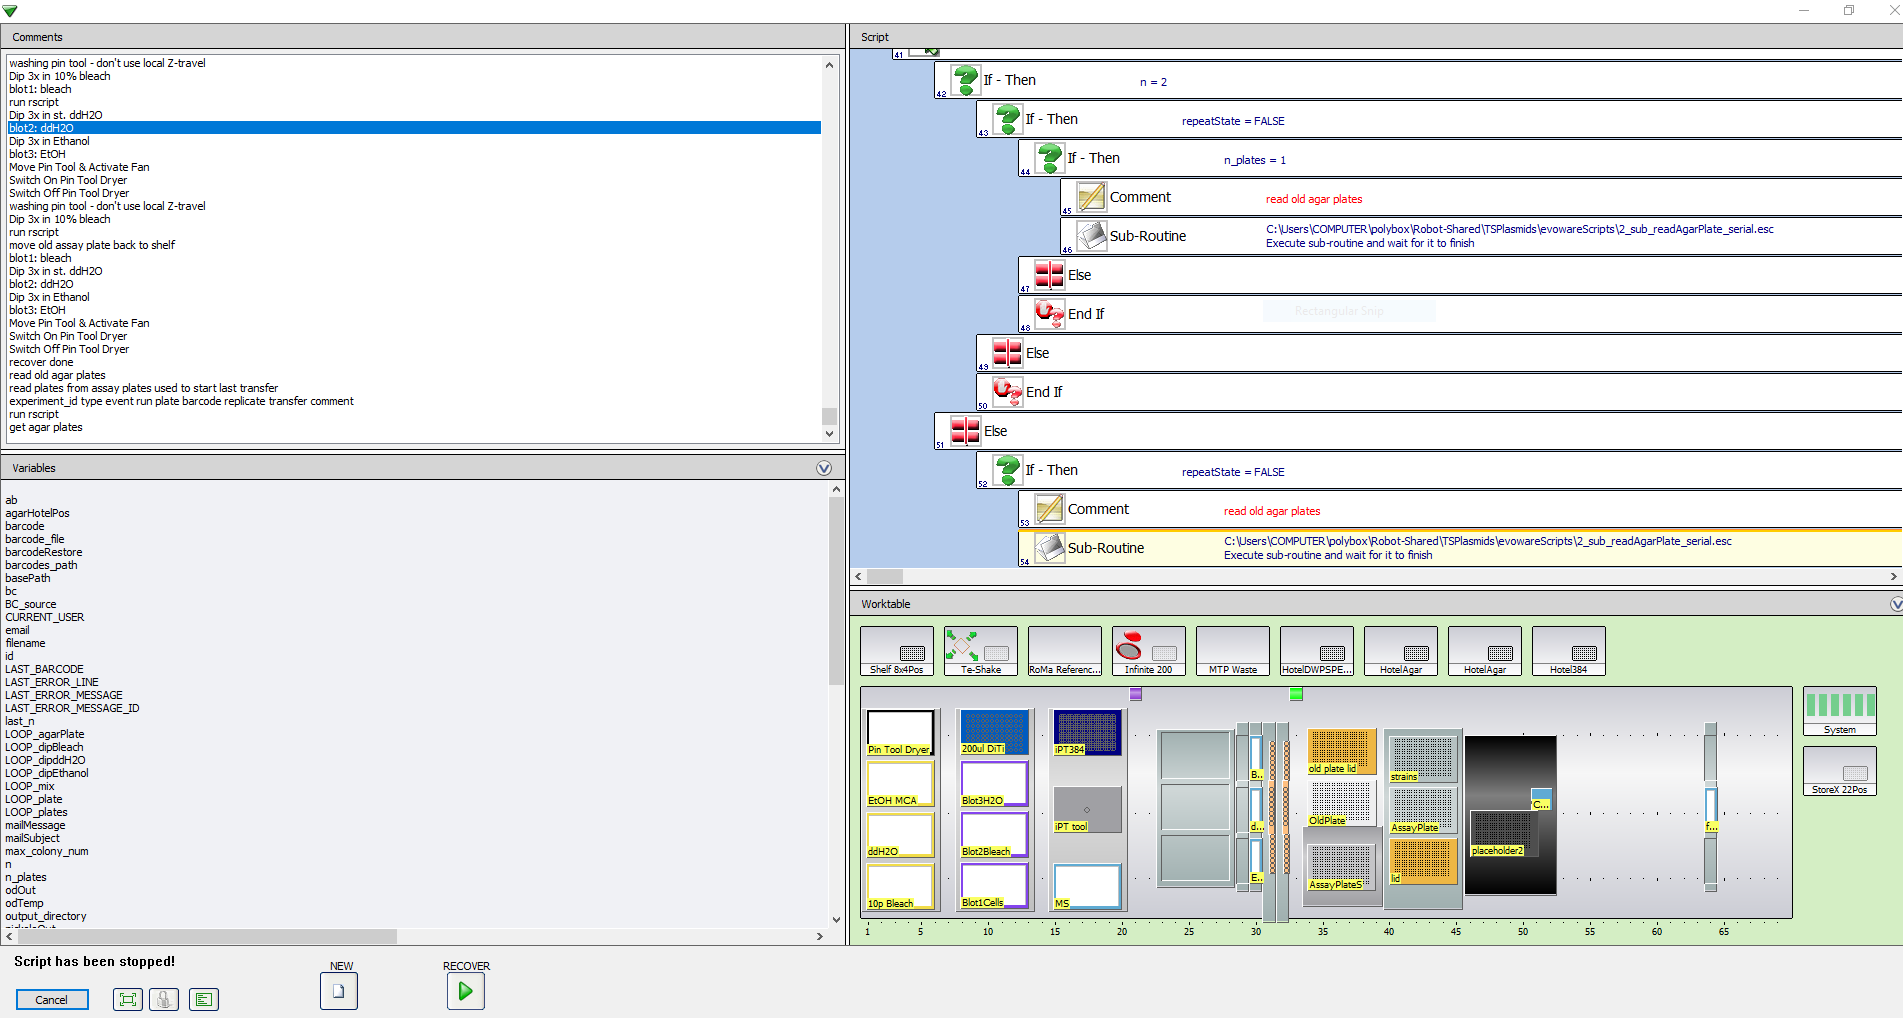 Comments
washing pin tool - don't use local Z-travel
Dip 3x in 10% bleach
blot1: bleach
run rscript
Dip 3x in st. ddH2O
blot2: ddH2O
Dip 3x in Ethanol
blot3: EtOH
Move Pin Tool & Activate Fan
Switch On Pin Tool Dryer
Switch Off Pin Tool Dryer
washing pin tool - don't use local Z-travel
Dip 3x in 10% bleach
run rscript
move old assay plate back to shelf
blot1: bleach
Dip 3x in st. ddH2O
blot2: ddH2O
Dip 3x in Ethanol
blot3: EtOH
Move Pin Tool & Activate Fan
Switch On Pin Tool Dryer
Switch Off Pin Tool Dryer
recover done
read old agar plates
read plates from assay plates used to start last transfer
experiment_id type event run plate barcode replicate transfer comment
run rscript
get agar plates
Variables
ab
agarHotelPos
barcode
barcode_file
barcodeRestore
barcodes_path
basePath
bc
BC_source
CURRENT_USER
email
filename
id
LAST_BARCODE
LAST_ERROR_LINE
LAST_ERROR_MESSAGE
LAST_ERROR_MESSAGE_ID
last_n
LOOP_agarPlate
LOOP_dipBleach
LOOP_dipddH2O
LOOP_dipEthanol
LOOP_mix
LOOP_plate
LOOP_plates
mailMessage
mailSubject
max_colony_num
n
n_plates
odOut
odTemp
output_directory
Script
41
42 If - Then n = 2
43 If - Then repeatState = FALSE
44 If - Then n_plates = 1
45 Comment read old agar plates
46 Sub-Routine C:\Users\COMPUTER\polybox\Robot-Shared\TSPlasmids\evowareScripts\2_sub_readAgarPlate_serial.esc
Execute sub-routine and wait for it to finish
47 Else
Rectangular Snip
48 End If
49 Else
50 End If
51 Else
52 If - Then repeatState = FALSE
53 Comment read old agar plates
54 Sub-Routine C:\Users\COMPUTER\polybox\Robot-Shared\TSPlasmids\evowareScripts\2_sub_readAgarPlate_serial.esc
Execute sub-routine and wait for it to finish
Worktable
Shelf 8x4Pos
Te-Shake
RoMa Referenc...
Infinite 200
MTP Waste
HotelDWPSPE...
HotelAgar
HotelAgar
Hotel384
System
StoreX 22Pos
Pin Tool Dryer
200ul DiTi
iPT384
EtOH MCA
Blot3H2O
iPT tool
ddH2O
Blot2Bleach
10p Bleach
Blot1Cells
MS
B...
d...
E...
old plate lid
OldPlate
AssayPlateS
strains
AssayPlate
lid
C...
placeholder2
f...
1 5 10 15 20 25 30 35 40 45 50 55 60 65
Script has been stopped!
Cancel
NEW
RECOVER